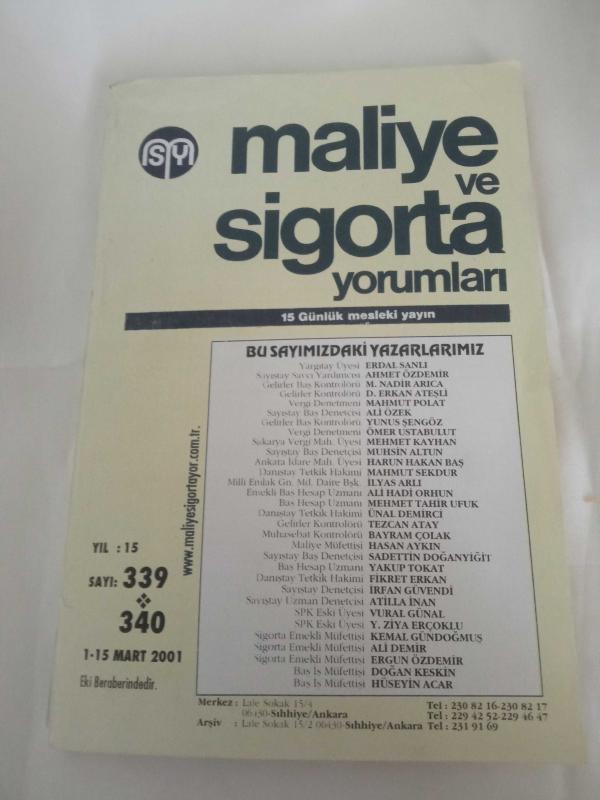 SYM
maliye
ve
sigorta
yorumları
15 Günlük mesleki yayın
BU SAYIMIZDAKİ YAZARLARIMIZ
Yargıtay Üyesi ERDAL SANLI
Sayıştay Savcı Yardımcısı AHMET ÖZDEMİR
Gelirler Baş Kontrolörü M. NADİR ARICA
Gelirler Kontrolörü D. ERKAN ATEŞLİ
Vergi Denetmeni MAHMUT POLAT
Sayıştay Baş Denetçisi ALİ ÖZEK
Gelirler Baş Kontrolörü YUNUS ŞENGÖZ
Vergi Denetmeni ÖMER USTABULUT
Sakarya Vergi Mah. Üyesi MEHMET KAYHAN
Sayıştay Baş Denetçisi MUHSİN ALTUN
Ankara İdare Mah. Üyesi HARUN HAKAN BAŞ
Danıştay Tetkik Hakimi MAHMUT SEKDUR
Milli Emlak Gn. Md. Daire Bşk. İLYAS ARLI
Emekli Baş Hesap Uzmanı ALİ HADİ ORHUN
Baş Hesap Uzmanı MEHMET TAHİR UFUK
Danıştay Tetkik Hakimi ÜNAL DEMİRCİ
Gelirler Kontrolörü TEZCAN ATAY
Muhasebat Kontrolörü BAYRAM ÇOLAK
Maliye Müfettişi HASAN AYKIN
Sayıştay Baş Denetçisi SADETTİN DOĞANYİĞİT
Baş Hesap Uzmanı YAKUP TOKAT
Danıştay Tetkik Hakimi FİKRET ERKAN
Sayıştay Denetçisi İRFAN GÜVENDİ
Sayıştay Uzman Denetçisi ATİLLA İNAN
SPK Eski Üyesi VURAL GÜNAL
SPK Eski Üyesi Y. ZİYA ERÇOKLU
Sigorta Emekli Müfettişi KEMAL GÜNDOĞMUŞ
Sigorta Emekli Müfettişi ALİ DEMİR
Sigorta Emekli Müfettişi ERGUN ÖZDEMİR
Baş İş Müfettişi DOĞAN KESKİN
Baş İş Müfettişi HÜSEYİN ACAR
www.maliyesigortayor.com.tr.
YIL : 15
SAYI: 339
340
1-15 MART 2001
Eki Beraberindedir.
Merkez : Lale Sokak 15/4 Tel : 230 82 16-230 82 17
06430-Sıhhiye/Ankara Tel : 229 42 52-229 46 47
Arşiv : Lale Sokak 15/2 06430-Sıhhiye/Ankara Tel : 231 91 69